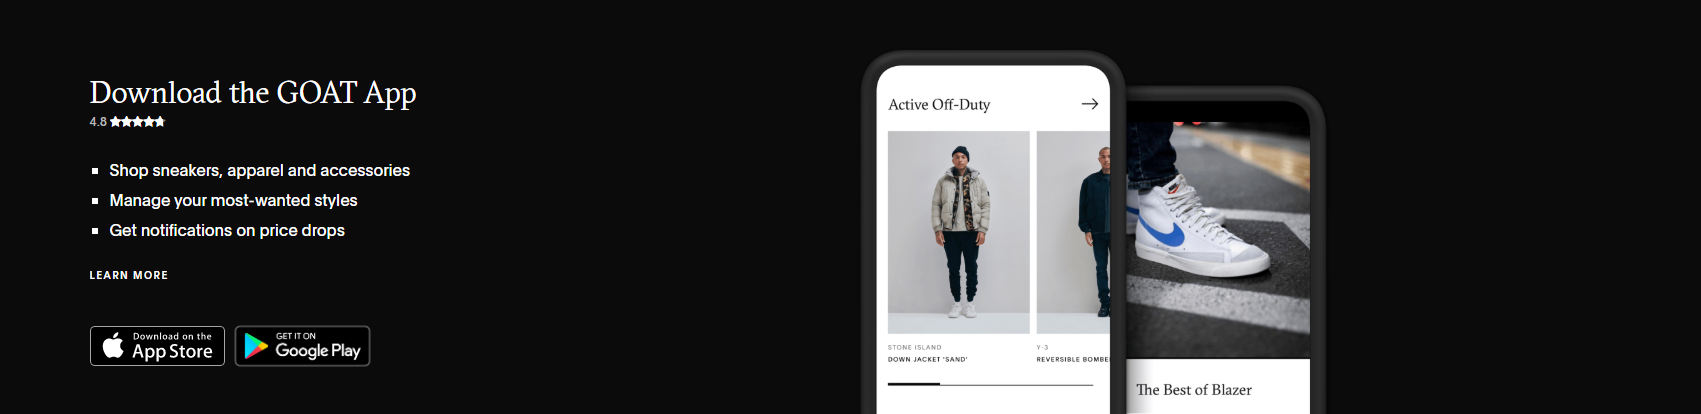 Download the GOAT App
4.8
Shop sneakers, apparel and accessories
Manage your most-wanted styles
Get notifications on price drops
LEARN MORE
Download on the
App Store
GET IT ON
Google Play
Active Off-Duty
STONE ISLAND
DOWN JACKET 'SAND'
Y-3
REVERSIBLE BOMBE
The Best of Blazer